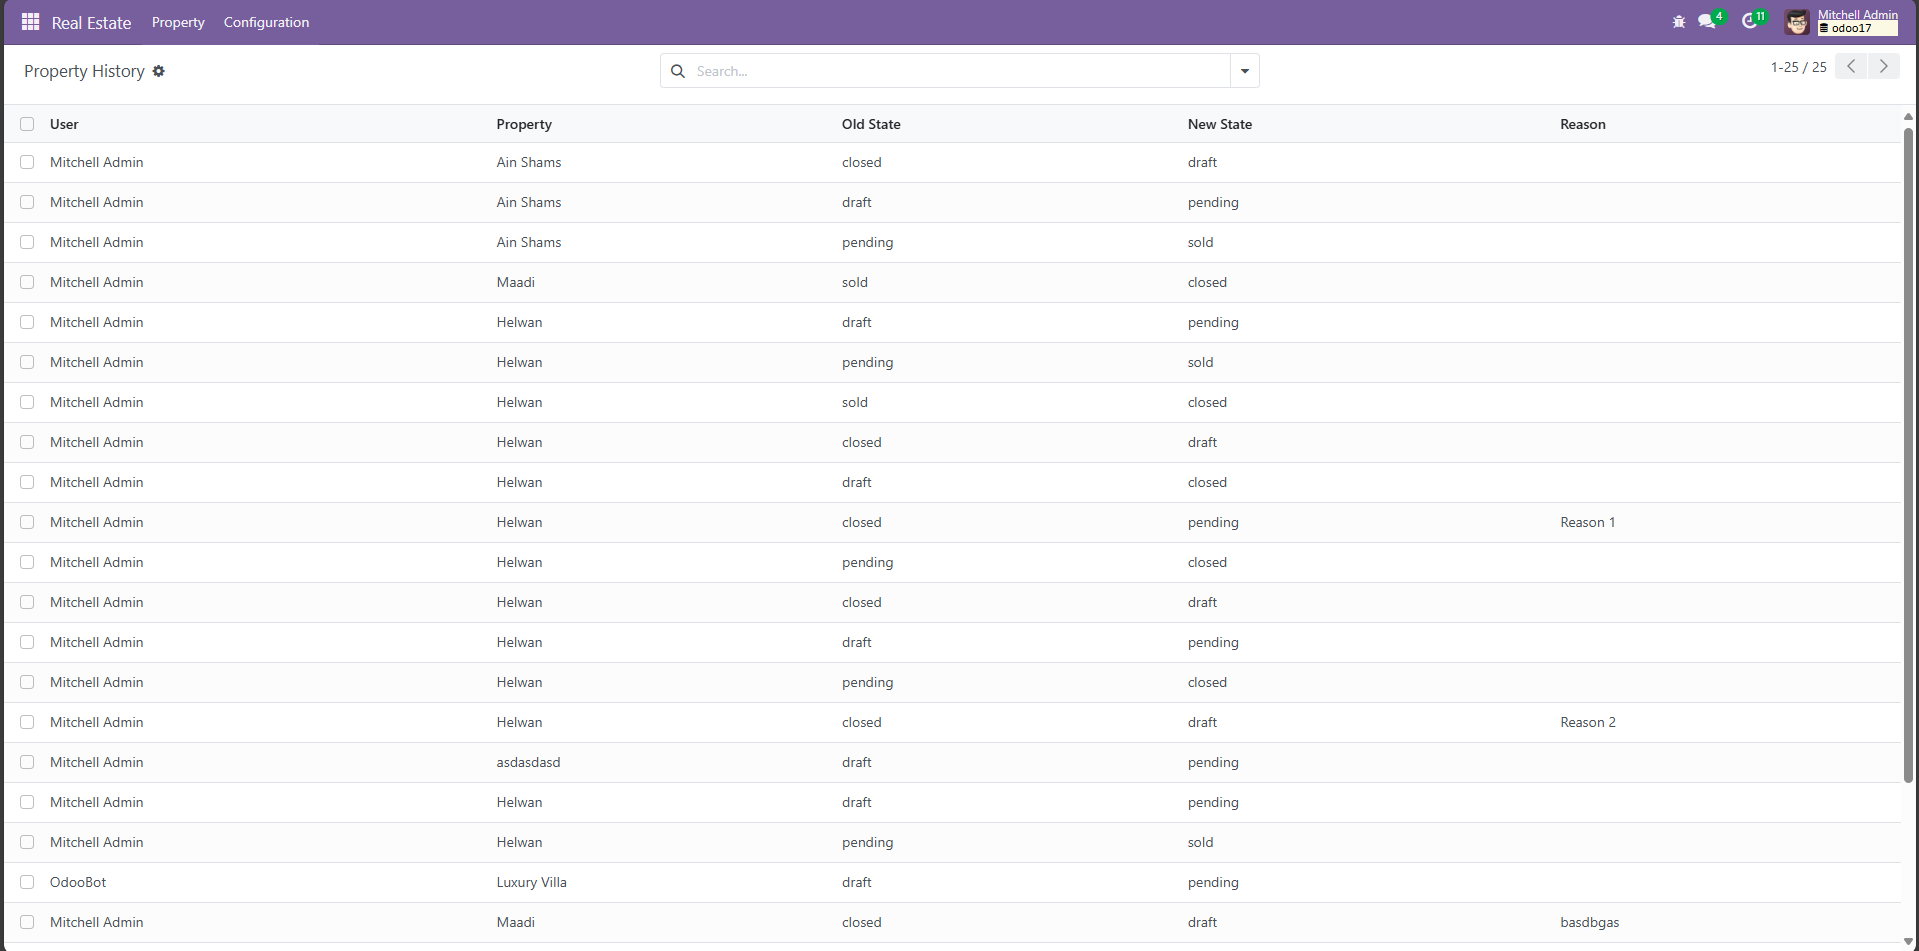 Real Estate Property Configuration 4 11 Mitchell Admin
odoo17
Property History Search... 1-25 / 25
User Property Old State New State Reason
Mitchell Admin Ain Shams closed draft
Mitchell Admin Ain Shams draft pending
Mitchell Admin Ain Shams pending sold
Mitchell Admin Maadi sold closed
Mitchell Admin Helwan draft pending
Mitchell Admin Helwan pending sold
Mitchell Admin Helwan sold closed
Mitchell Admin Helwan closed draft
Mitchell Admin Helwan draft closed
Mitchell Admin Helwan closed pending Reason 1
Mitchell Admin Helwan pending closed
Mitchell Admin Helwan closed draft
Mitchell Admin Helwan draft pending
Mitchell Admin Helwan pending closed
Mitchell Admin Helwan closed draft Reason 2
Mitchell Admin asdasdasd draft pending
Mitchell Admin Helwan draft pending
Mitchell Admin Helwan pending sold
OdooBot Luxury Villa draft pending
Mitchell Admin Maadi closed draft basdbgas